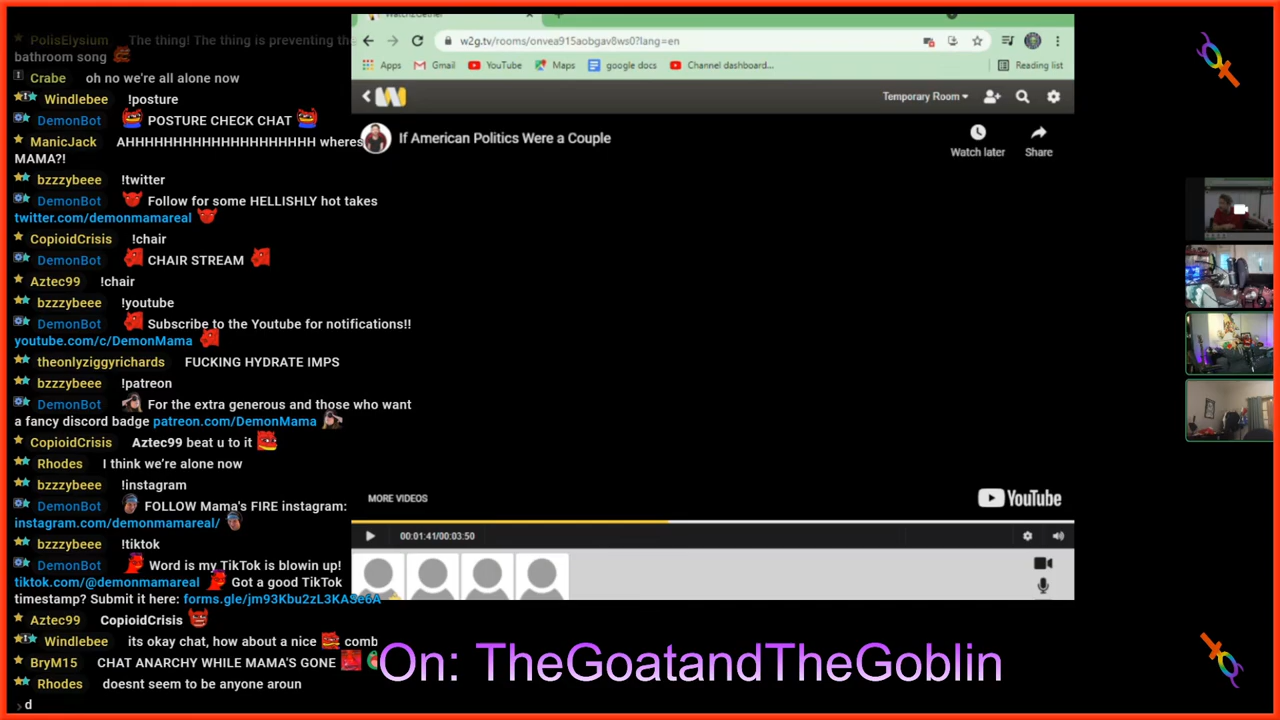 PolisElysium The thing! The thing is preventing the
bathroom song
Crabe oh no we're all alone now
Windlebee !posture
DemonBot POSTURE CHECK CHAT
ManicJack AHHHHHHHHHHHHHHHHHHH wheres
MAMA?!
bzzzybeee !twitter
DemonBot Follow for some HELLISHLY hot takes
twitter.com/demonmamareal
CopioidCrisis !chair
DemonBot CHAIR STREAM
Aztec99 !chair
bzzzybeee !youtube
DemonBot Subscribe to the Youtube for notifications!!
youtube.com/c/DemonMama
theonlyziggyrichards FUCKING HYDRATE IMPS
bzzzybeee !patreon
DemonBot For the extra generous and those who want
a fancy discord badge patreon.com/DemonMama
CopioidCrisis Aztec99 beat u to it
Rhodes I think we're alone now
bzzzybeee !instagram
DemonBot FOLLOW Mama's FIRE instagram:
instagram.com/demonmamareal/
bzzzybeee !tiktok
DemonBot Word is my TikTok is blowin up!
tiktok.com/@demonmamareal Got a good TikTok
timestamp? Submit it here: forms.gle/jm93Kbu2zL3KASe6A
Aztec99 CopioidCrisis
Windlebee its okay chat, how about a nice comb
BryM15 CHAT ANARCHY WHILE MAMA'S GONE
Rhodes doesnt seem to be anyone aroun
d
w2g.tv/rooms/onvea915aobgav8ws0?lang=en
Apps Gmail YouTube Maps google docs Channel dashboard... Reading list
Temporary Room
If American Politics Were a Couple
Watch later Share
MORE VIDEOS
YouTube
00:01:41/00:03:50
On: TheGoatandTheGoblin